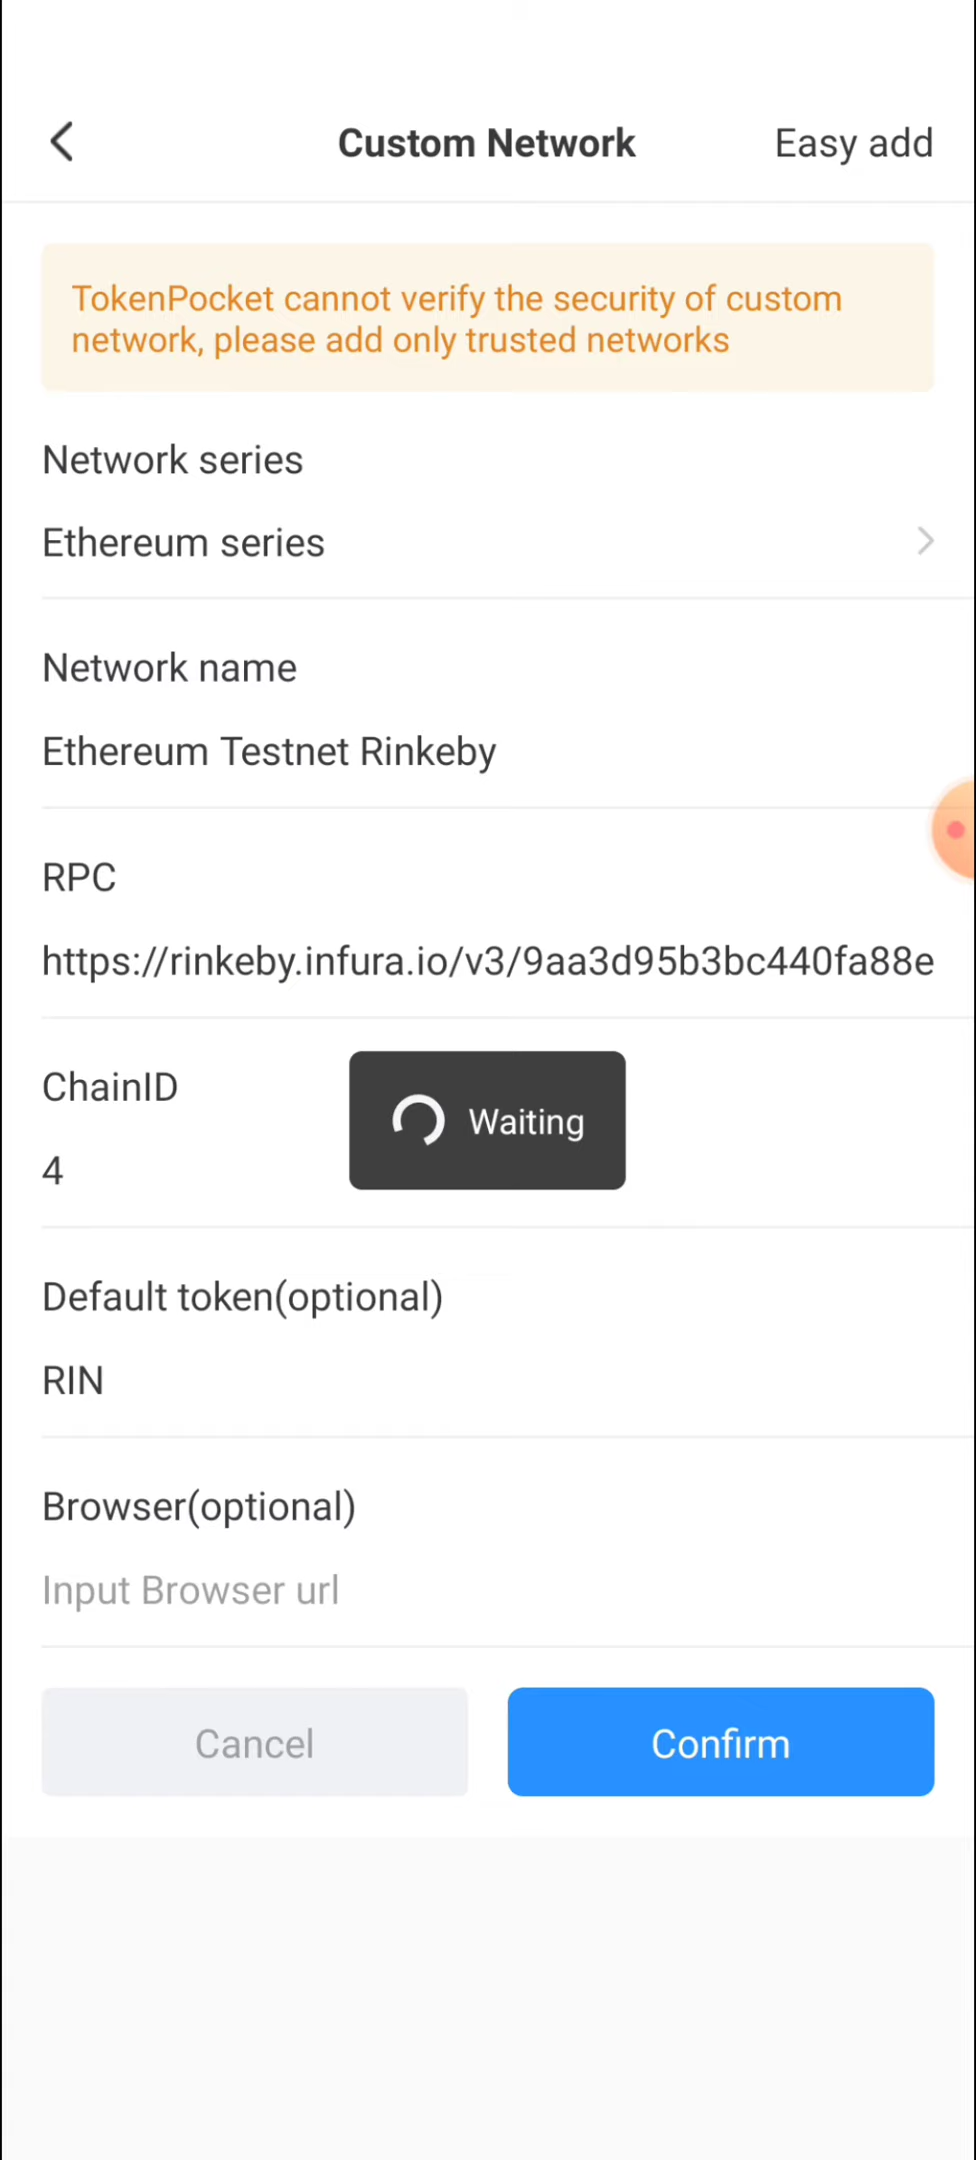 Custom Network
Easy add
TokenPocket cannot verify the security of custom
network, please add only trusted networks
Network series
Ethereum series
Network name
Ethereum Testnet Rinkeby
RPC
https://rinkeby.infura.io/v3/9aa3d95b3bc440fa88e
ChainID
Waiting
4
Default token(optional)
RIN
Browser(optional)
Input Browser url
Cancel
Confirm